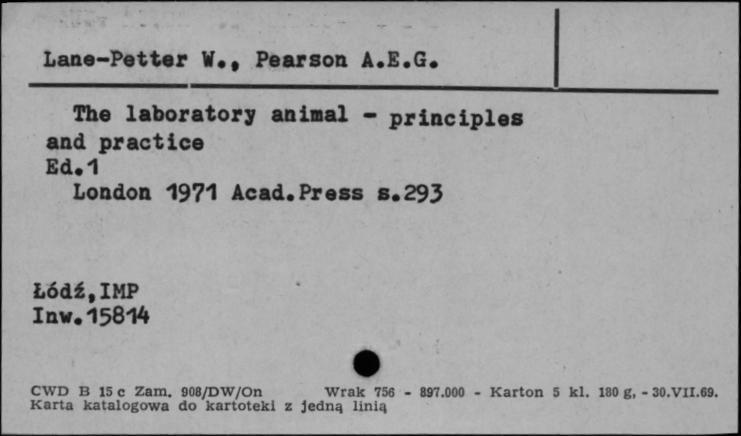 Lane-Petter W., Pearson A.E.G.
The laboratory animal - principles
and practice
Ed.1
London 1971 Acad.Press s.293
Łódź,IMP
Inw.15814
CWD B 15 c Zam. 908/DW/On Wrak 756 - 897.000 - Karton 5 kl. 180 g, - 30.VII.69.
Karta katalogowa do kartoteki z jedną linią